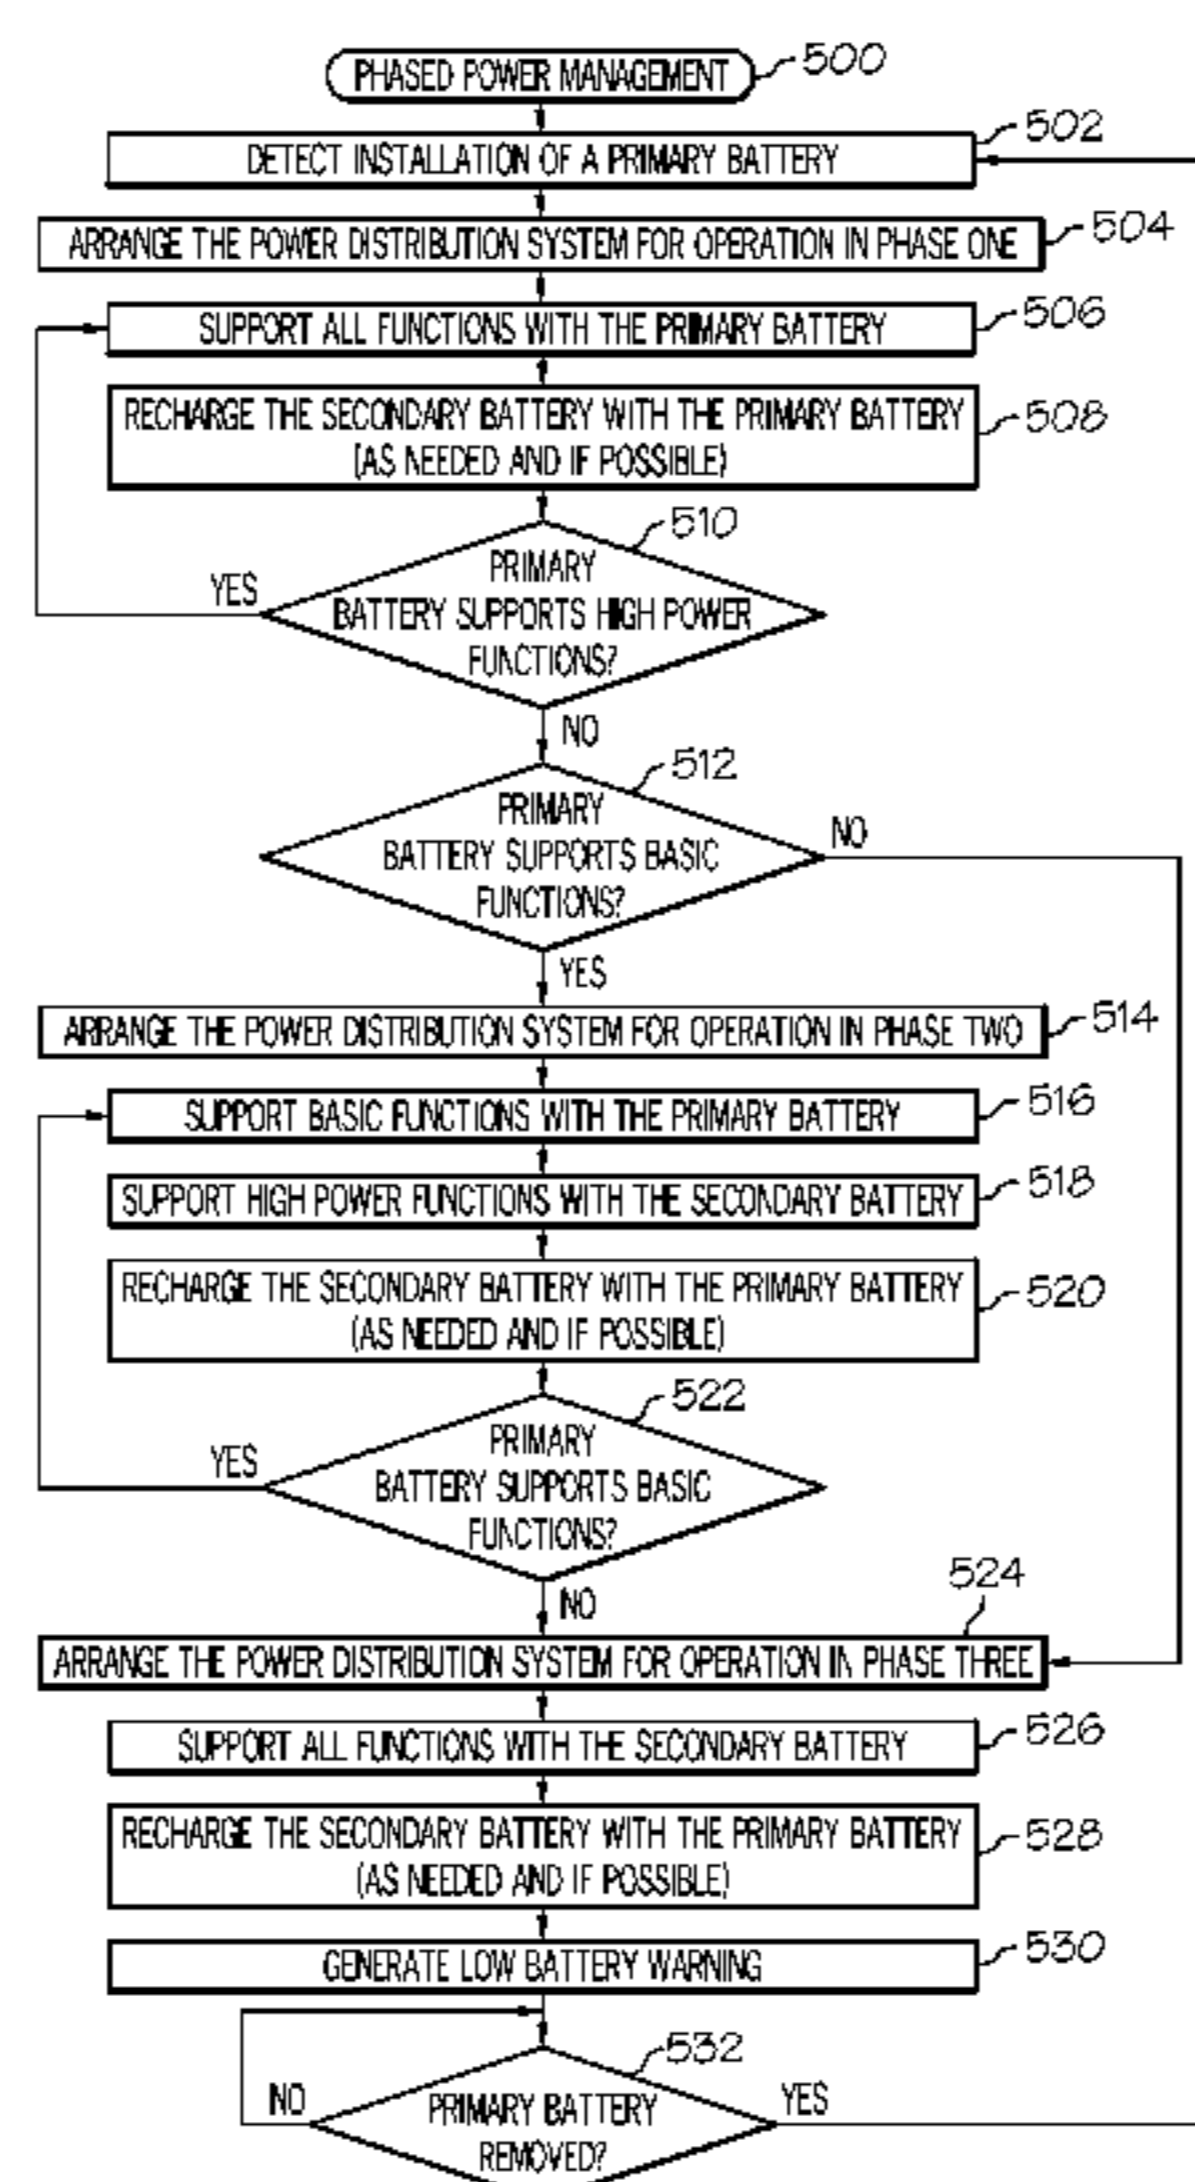 PHASED POWER MANAGEMENT
500
DETECT INSTALLATION OF A PRIMARY BATTERY
502
ARRANGE THE POWER DISTRIBUTION SYSTEM FOR OPERATION IN PHASE ONE
504
SUPPORT ALL FUNCTIONS WITH THE PRIMARY BATTERY
506
RECHARGE THE SECONDARY BATTERY WITH THE PRIMARY BATTERY
(AS NEEDED AND IF POSSIBLE)
508
510
PRIMARY
BATTERY SUPPORTS HIGH POWER
FUNCTIONS?
YES
NO
512
PRIMARY
BATTERY SUPPORTS BASIC
FUNCTIONS?
NO
YES
ARRANGE THE POWER DISTRIBUTION SYSTEM FOR OPERATION IN PHASE TWO
514
SUPPORT BASIC FUNCTIONS WITH THE PRIMARY BATTERY
516
SUPPORT HIGH POWER FUNCTIONS WITH THE SECONDARY BATTERY
518
RECHARGE THE SECONDARY BATTERY WITH THE PRIMARY BATTERY
(AS NEEDED AND IF POSSIBLE)
520
522
PRIMARY
BATTERY SUPPORTS BASIC
FUNCTIONS?
YES
NO
524
ARRANGE THE POWER DISTRIBUTION SYSTEM FOR OPERATION IN PHASE THREE
SUPPORT ALL FUNCTIONS WITH THE SECONDARY BATTERY
526
RECHARGE THE SECONDARY BATTERY WITH THE PRIMARY BATTERY
(AS NEEDED AND IF POSSIBLE)
528
GENERATE LOW BATTERY WARNING
530
532
NO
PRIMARY BATTERY
REMOVED?
YES